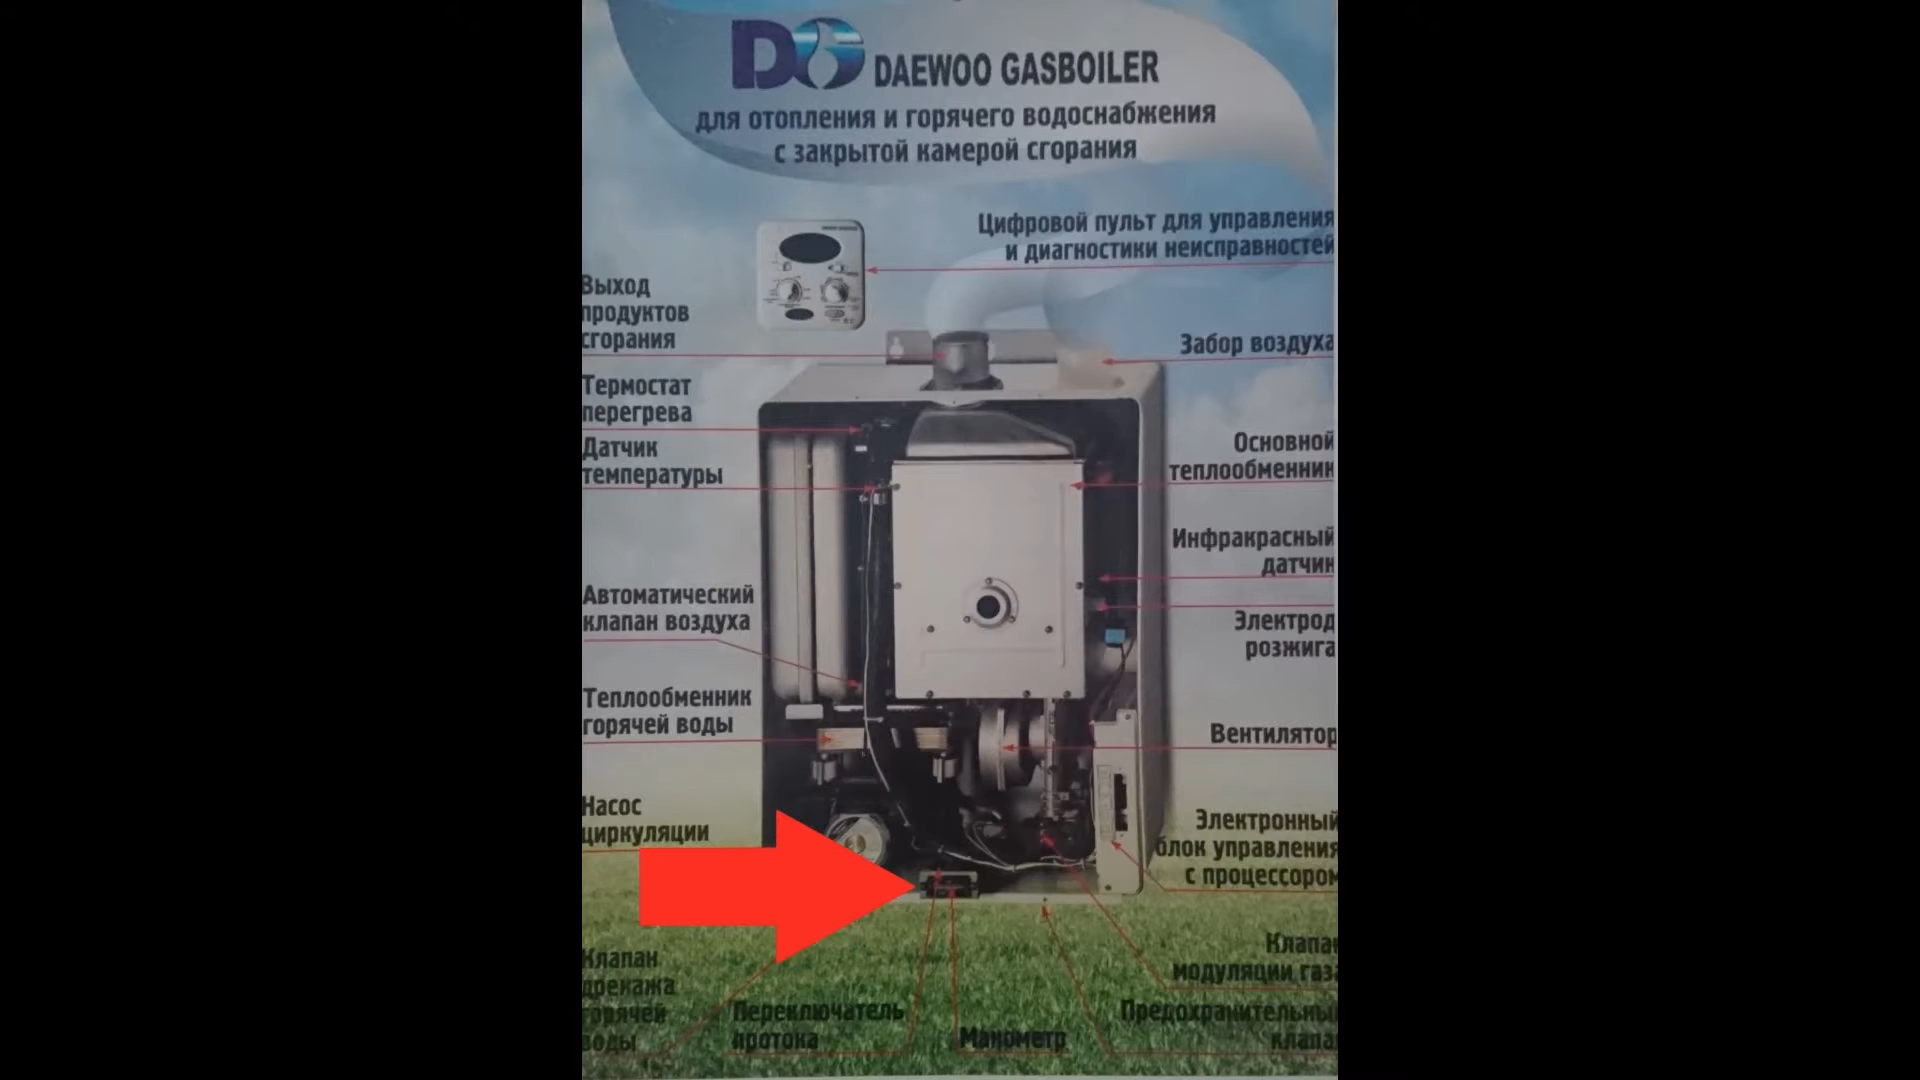 DG DAEWOO GASBOILER
для отопления и горячего водоснабжения
с закрытой камерой сгорания
Цифровой пульт для управления
и диагностики неисправностей
Выход
продуктов
сгорания
Забор воздуха
Термостат
перегрева
Датчик
температуры
Основной
теплообменник
Инфракрасный
датчик
Автоматический
клапан воздуха
Электрод
розжига
Теплообменник
горячей воды
Вентилятор
Насос
циркуляции
Электронный
блок управления
с процессором
Клапан
дренажа
горячей
воды
Переключатель
протока
Манометр
Клапан
модуляции газа
Предохранительный
клапан